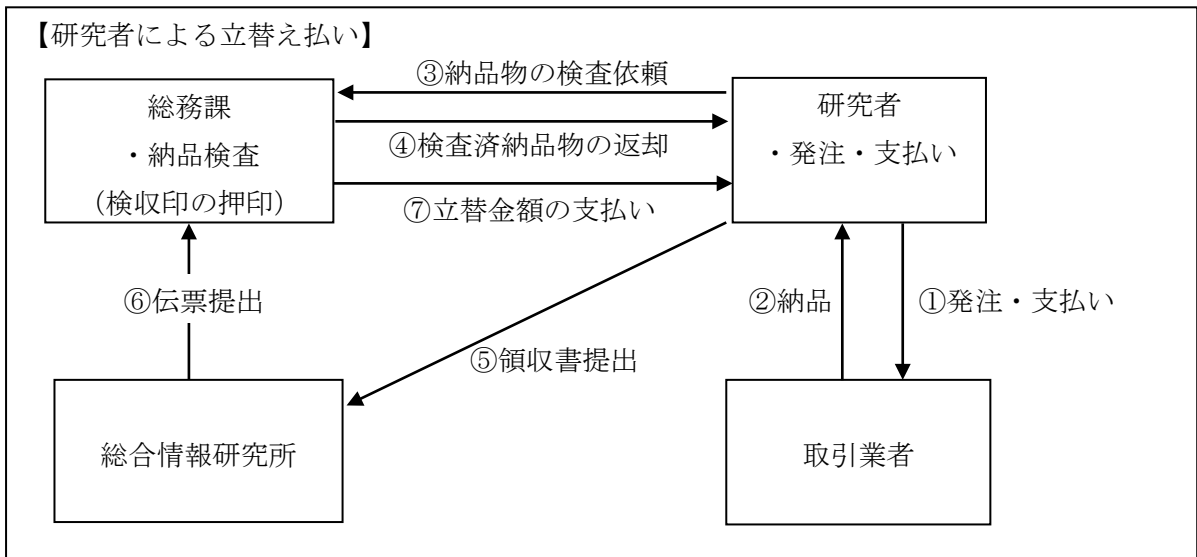 【研究者による立替え払い】
③納品物の検査依頼
総務課
・納品検査
（検収印の押印）
研究者
・発注・支払い
④検査済納品物の返却
⑦立替金額の支払い
⑥伝票提出
②納品
①発注・支払い
⑤領収書提出
総合情報研究所
取引業者